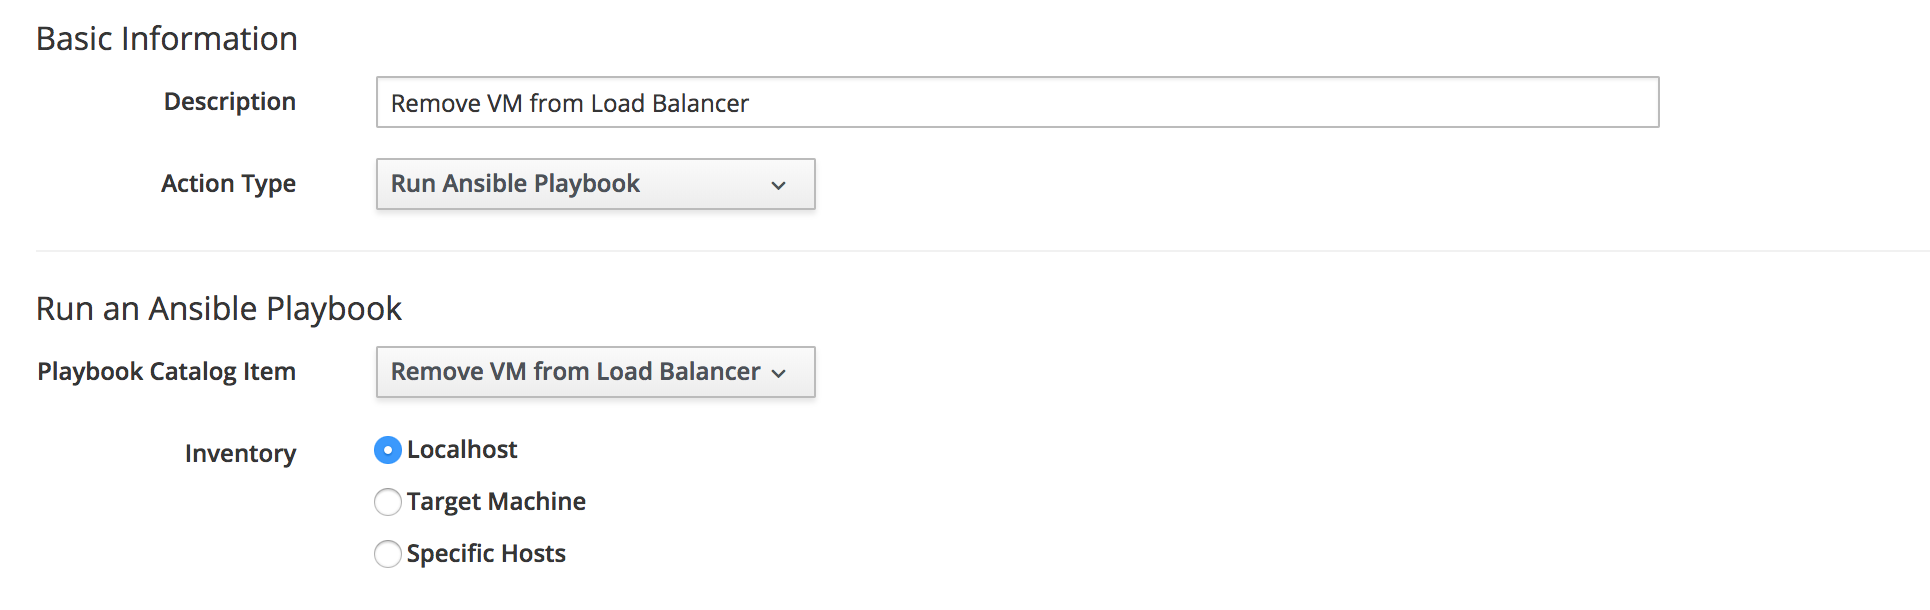 Basic Information
Description Remove VM from Load Balancer
Action Type Run Ansible Playbook
Run an Ansible Playbook
Playbook Catalog Item Remove VM from Load Balancer
Inventory Localhost
Target Machine
Specific Hosts